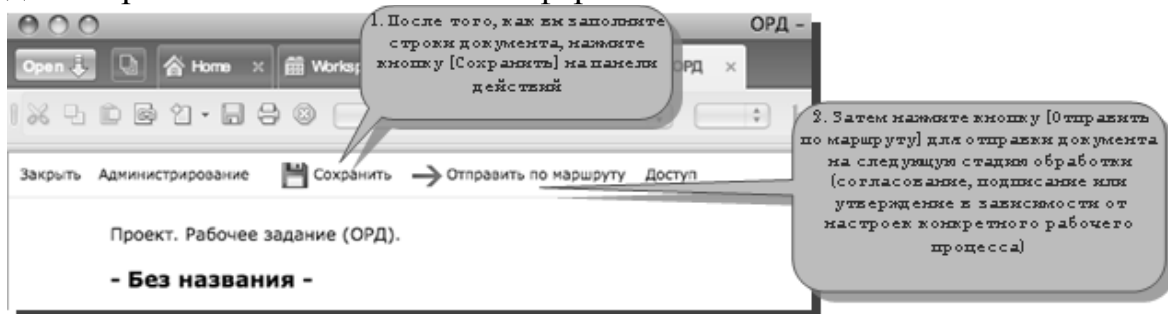 1. После того, как вы заполните
строки документа, нажмите
кнопку [Сохранить] на панели
действий
ОРД –
Open
Home ×
Works
ОРД ×
2. Затем нажмите кнопку [Отправить
по маршруту] для отправки документа
на следующую стадию обработки
(согласование, подписание или
утверждение в зависимости от
настроек конкретного рабочего
процесса)
Закрыть Администрирование Сохранить Отправить по маршруту Доступ
Проект. Рабочее задание (ОРД).
- Без названия -